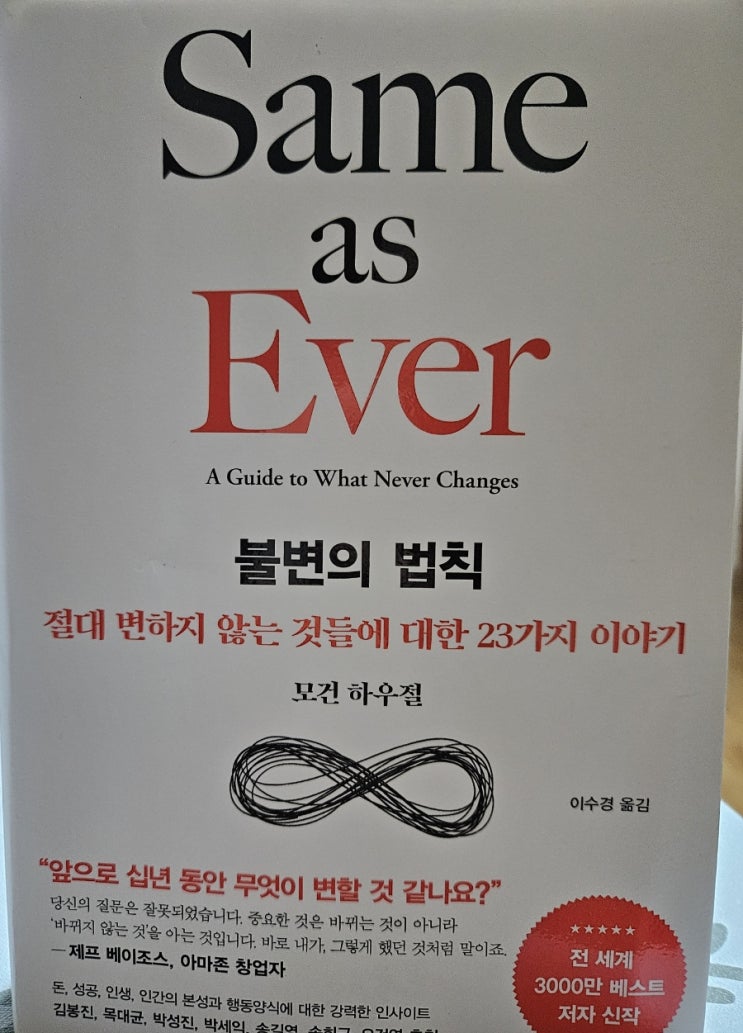 Same
as
Ever
A Guide to What Never Changes
불변의 법칙
절대 변하지 않는 것들에 대한 23가지 이야기
모건 하우절
이수경 옮김
“앞으로 십년 동안 무엇이 변할 것 같나요?”
당신의 질문은 잘못되었습니다. 중요한 것은 바뀌는 것이 아니라
‘바뀌지 않는 것’을 아는 것입니다. 바로 내가, 그렇게 했던 것처럼 말이죠.
— 제프 베이조스, 아마존 창업자
돈, 성공, 인생, 인간의 본성과 행동양식에 대한 강력한 인사이트
김봉진, 목대균, 박성진, 박세익, 송길영,
★★★★★
전 세계
3000만 베스트
저자 신작